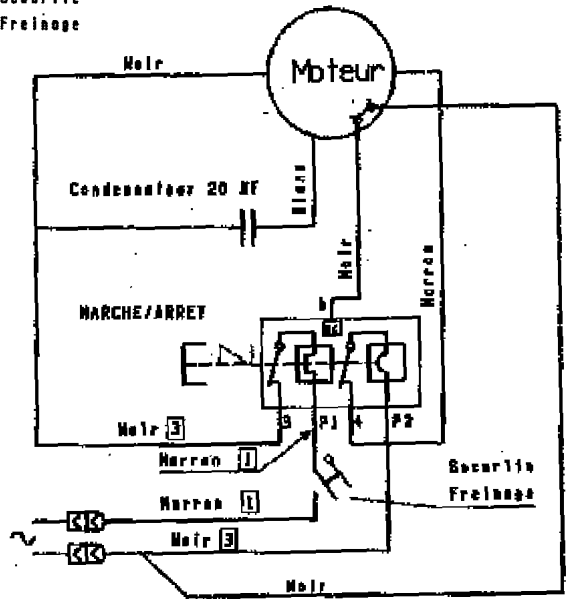 Freinage
Noir
Moteur
Condensateur 20 MF
Blanc
Noir
Marron
MARCHE/ARRET
b
3 P1 4 P2
Noir 3
Marron 1
Securite
Freinage
Marron 1
Noir 3
Noir